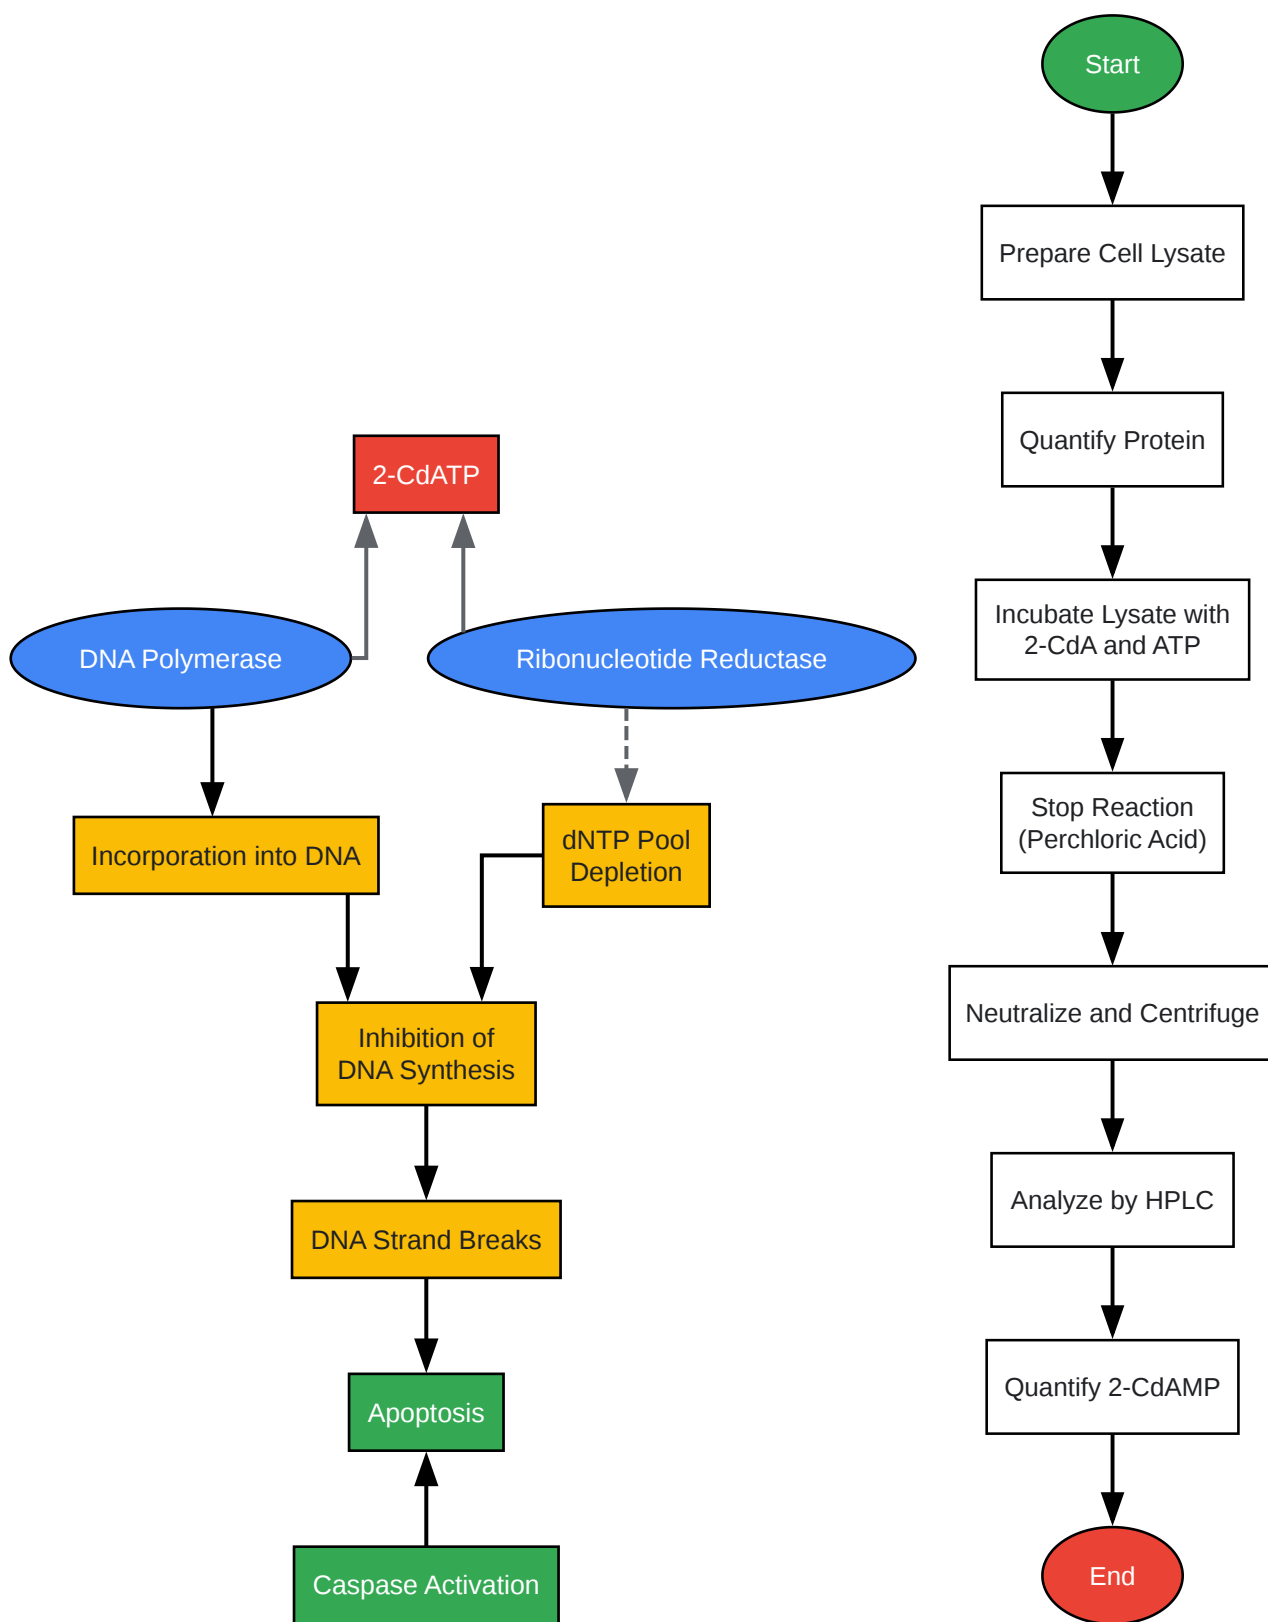 2-CdATP
DNA Polymerase
Ribonucleotide Reductase
Incorporation into DNA
dNTP Pool
Depletion
Inhibition of
DNA Synthesis
DNA Strand Breaks
Apoptosis
Caspase Activation
Start
Prepare Cell Lysate
Quantify Protein
Incubate Lysate with
2-CdA and ATP
Stop Reaction
(Perchloric Acid)
Neutralize and Centrifuge
Analyze by HPLC
Quantify 2-CdAMP
End